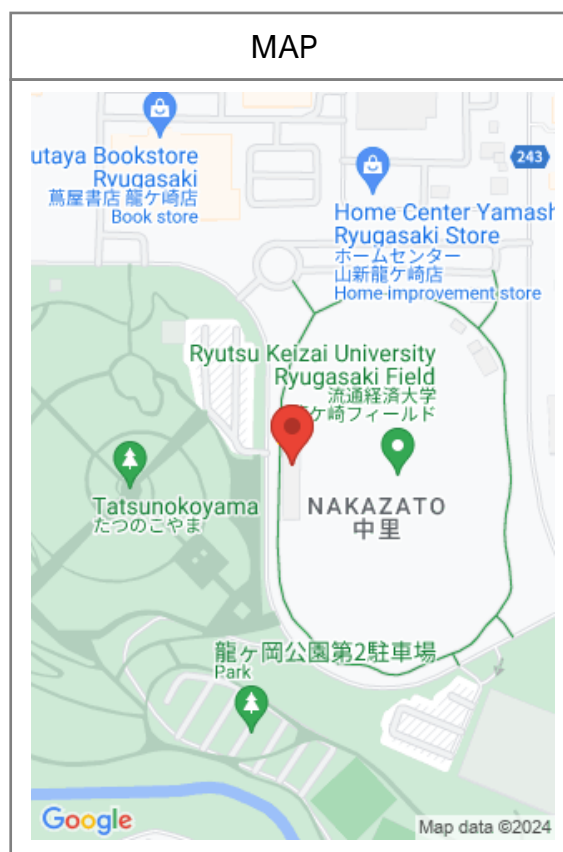 MAP
utaya Bookstore
Ryugasaki
蔦屋書店 龍ケ崎店
Book store
243
Home Center Yamash
Ryugasaki Store
ホームセンター
山新龍ケ崎店
Home improvement store
Ryutsu Keizai University
Ryugasaki Field
流通経済大学
ケ崎フィールド
Tatsunokoyama
たつのこやま
NAKAZATO
中里
龍ヶ岡公園第2駐車場
Park
Google
Map data ©2024